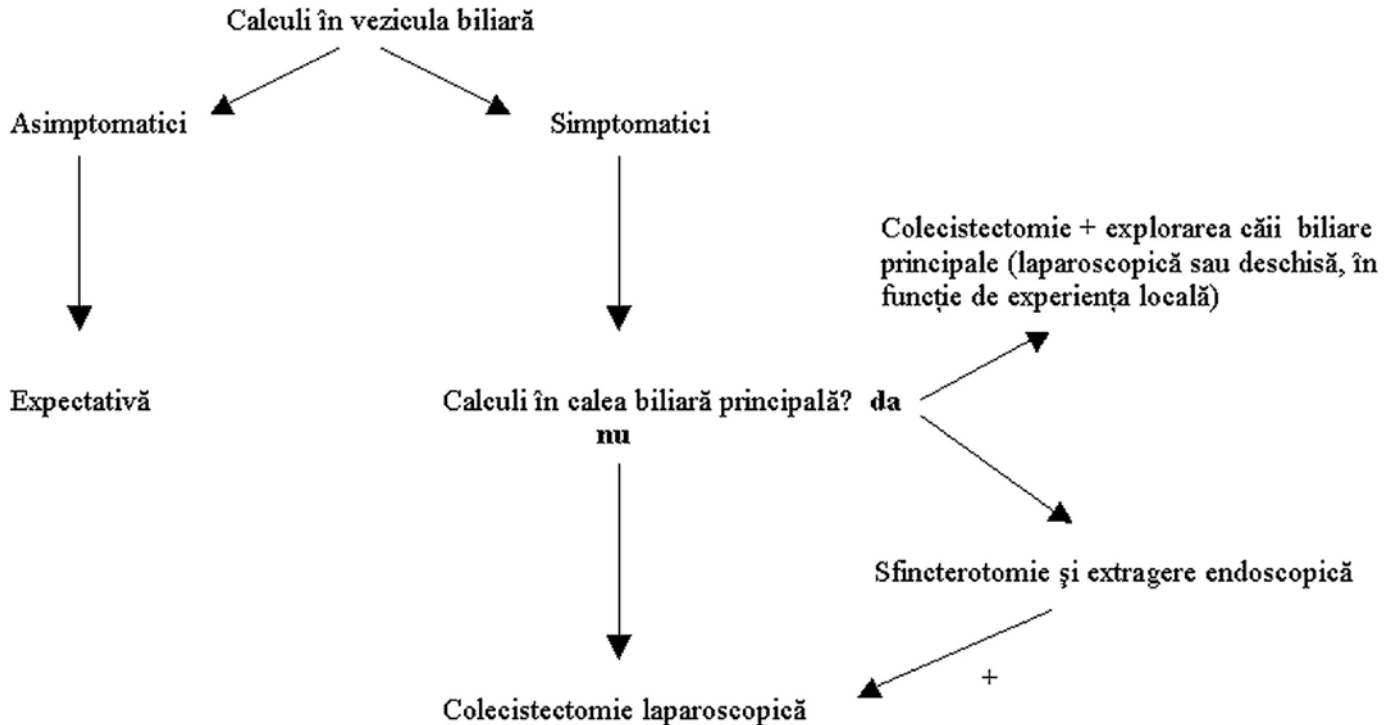 Calculi în vezicula biliară
Asimptomatici
Simptomatici
Colecistectomie + explorarea căii biliare
principale (laparoscopică sau deschisă, în
funcție de experiența locală)
Expectativă
Calculi în calea biliară principală? da
nu
Sfincterotomie şi extragere endoscopică
+
Colecistectomie laparoscopică